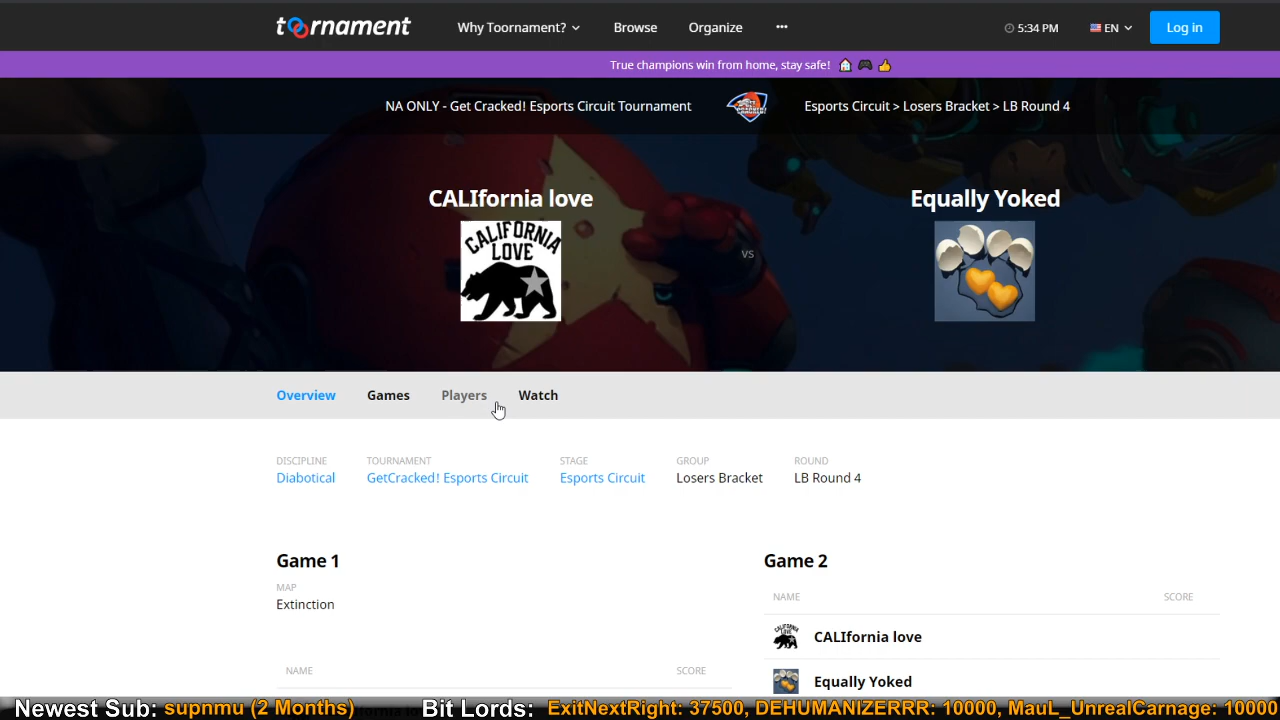 toornament Why Toornament? Browse Organize ••• 5:34 PM EN Log in
True champions win from home, stay safe!
NA ONLY - Get Cracked! Esports Circuit Tournament Esports Circuit > Losers Bracket > LB Round 4
CALIfornia love Equally Yoked
CALIFORNIA
LOVE
VS
Overview Games Players Watch
DISCIPLINE TOURNAMENT STAGE GROUP ROUND
Diabotical GetCracked! Esports Circuit Esports Circuit Losers Bracket LB Round 4
Game 1 Game 2
MAP
Extinction
NAME SCORE
CALIfornia love
NAME SCORE
Equally Yoked
Newest Sub: supnmu (2 Months) Bit Lords: ExitNextRight: 37500, DEHUMANIZERRR: 10000, MauL_UnrealCarnage: 10000